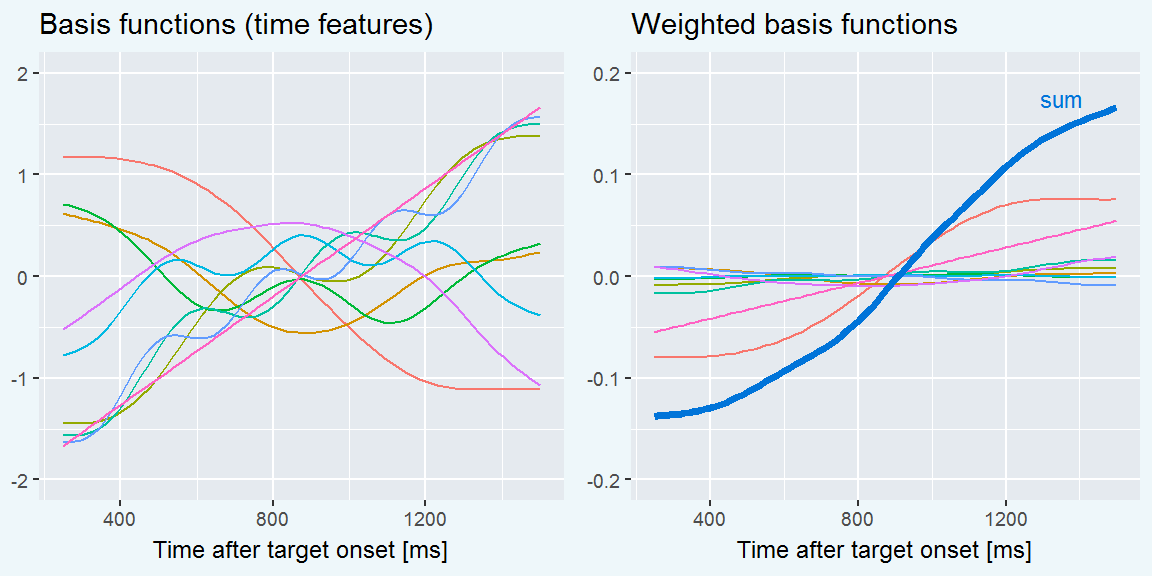 Basis functions (time features)
2
1
0
-1
-2
400 800 1200
Time after target onset [ms]
Weighted basis functions
0.2
0.1
0.0
-0.1
-0.2
sum
400 800 1200
Time after target onset [ms]